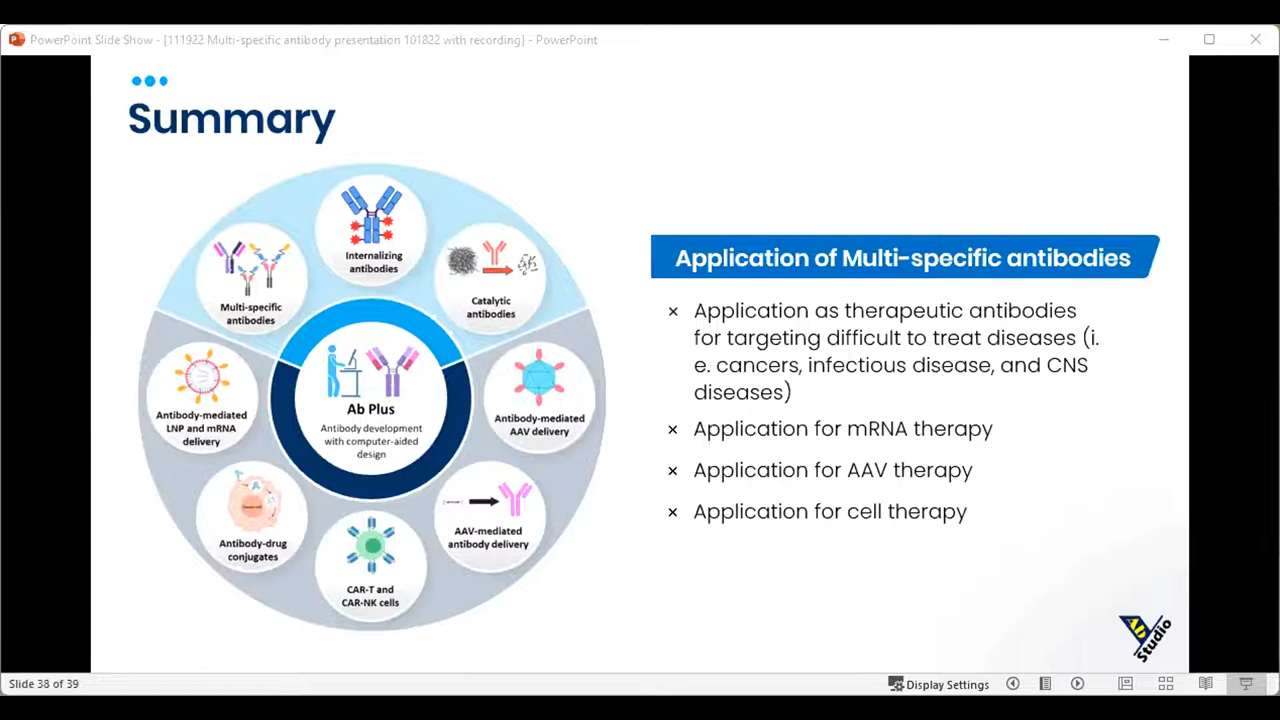 PowerPoint Slide Show - [111922 Multi-specific antibody presentation 101822 with recording] - PowerPoint
Summary
Internalizing
antibodies
Multi-specific
antibodies
Catalytic
antibodies
Antibody-mediated
LNP and mRNA
delivery
Ab Plus
Antibody development
with computer-aided
design
Antibody-mediated
AAV delivery
Antibody-drug
conjugates
CAR-T and
CAR-NK cells
AAV-mediated
antibody delivery
Application of Multi-specific antibodies
× Application as therapeutic antibodies
for targeting difficult to treat diseases (i.
e. cancers, infectious disease, and CNS
diseases)
× Application for mRNA therapy
× Application for AAV therapy
× Application for cell therapy
AB
Studio
Slide 38 of 39
Display Settings